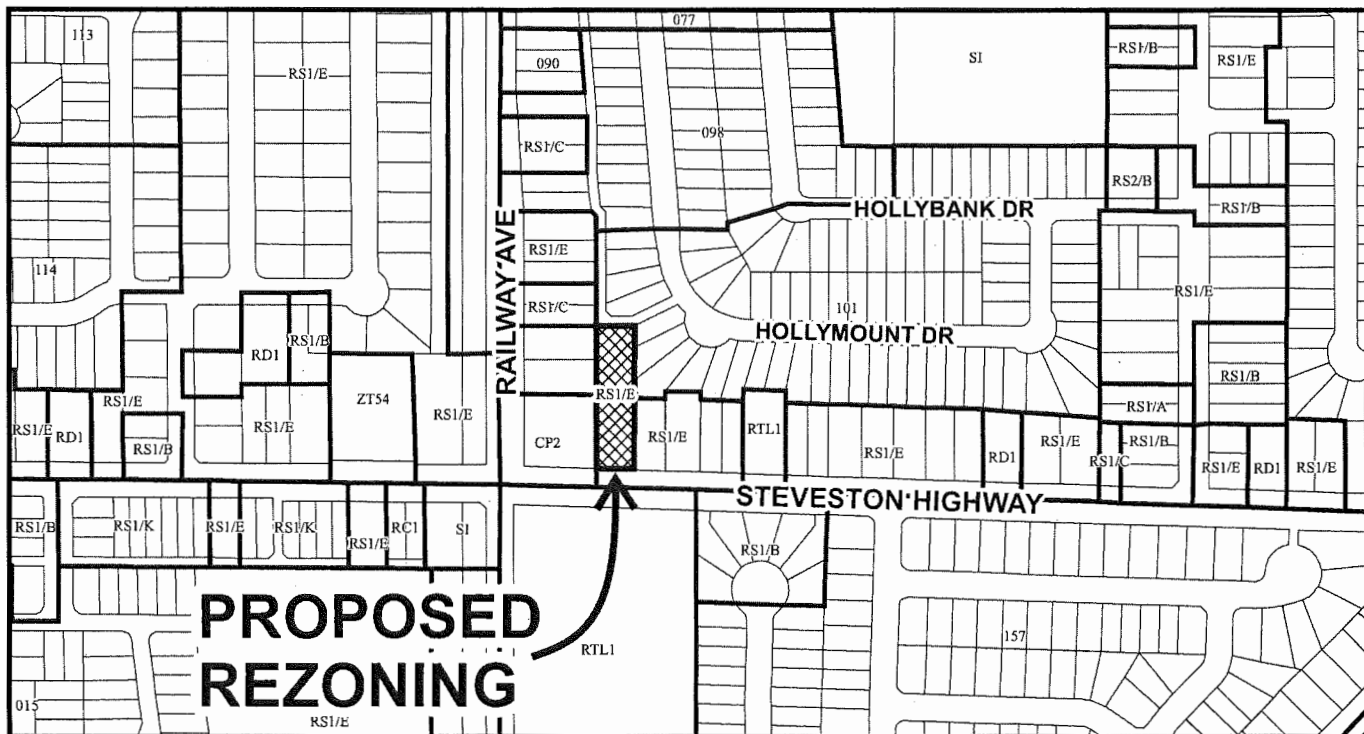 077
113
RS1/B
RS1/E
SI
090
RS1/E
098
RS1/C
RS2/B
RS1/B
HOLLYBANK DR
RAILWAY AVE
RS1/E
114
RS1/E
RS1/C
101
HOLLYMOUNT DR
RD1
RS1/B
RS1/B
RS1/E
ZT54
RS1/E
RS1/E
RS1/A
RS1/E
RD1
RS1/E
RS1/B
RS1/E
CP2
RS1/E
RTL1
RS1/E
RD1
RS1/E
RS1/C
RS1/B
RS1/E
RD1
RS1/E
STEVESTON HIGHWAY
RS1/B
RS1/K
RS1/E
RS1/K
RS1/E
RC1
SI
RS1/B
PROPOSED
REZONING
RTL1
157
015
RS1/E